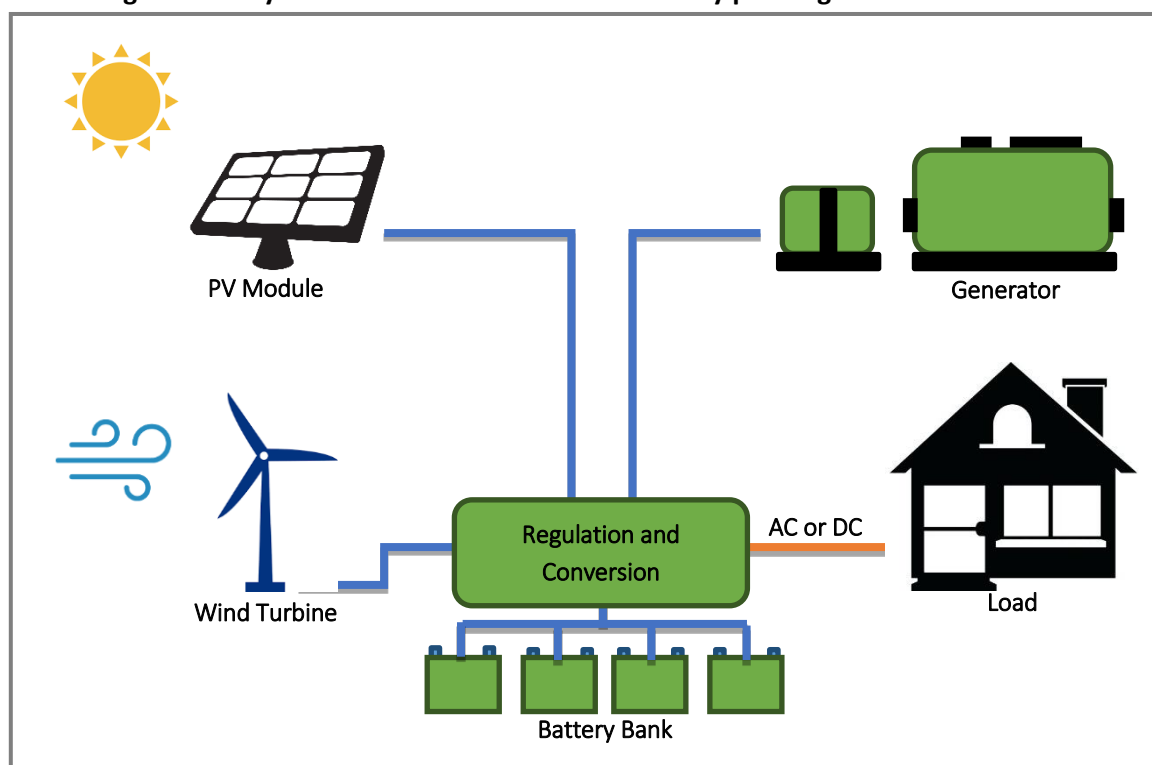 PV Module
Generator
Regulation and
Conversion
AC or DC
Wind Turbine
Load
Battery Bank